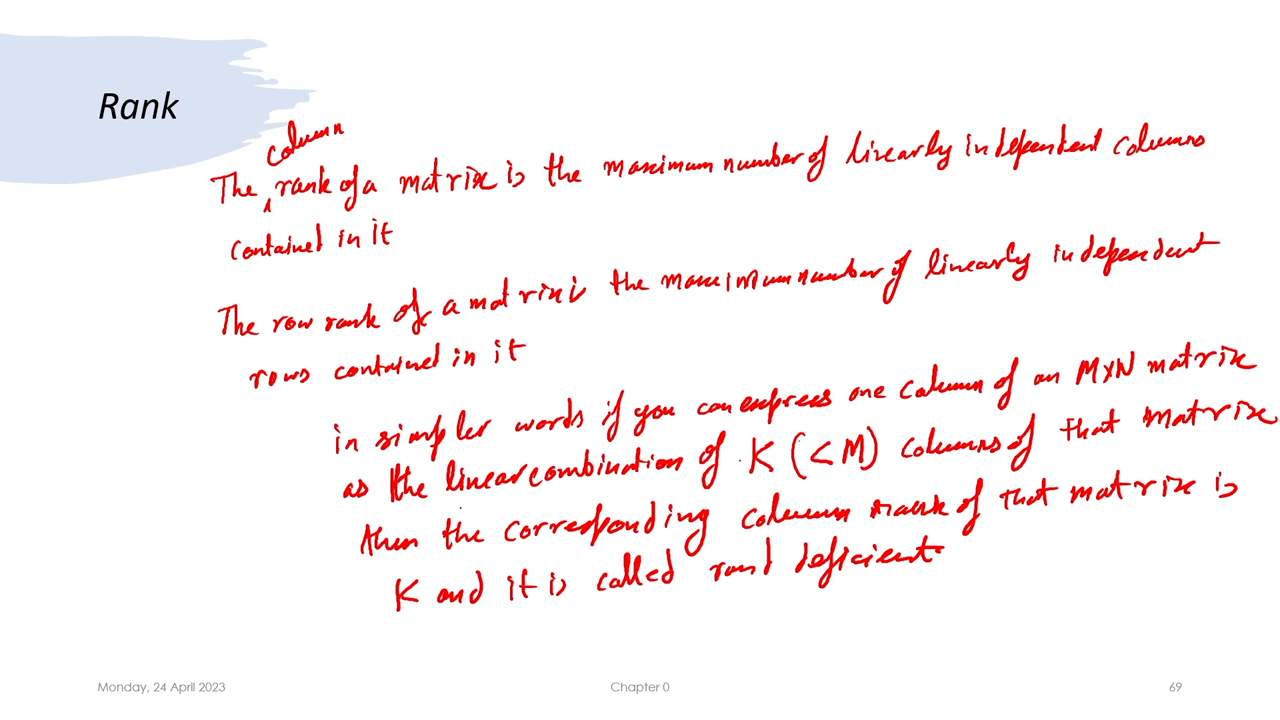 Rank
column
The ^ rank of a matrix is the maximum number of linearly independent columns
contained in it
The row rank of a matrix is the maximum number of linearly independent
rows contained in it
in simpler words if you can express one column of an MXN matrix
as the linear combination of K (<M) columns of that matrix
then the corresponding column rank of that matrix is
K and it is called deficient
Monday, 24 April 2023
Chapter 0
69